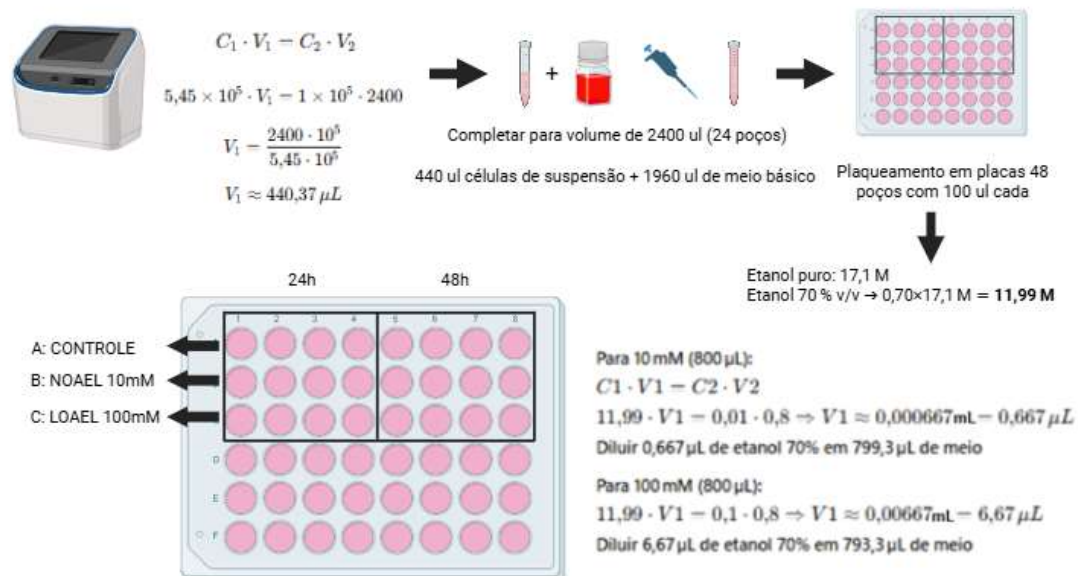 C₁ · V₁ = C₂ · V₂
5,45 × 10⁵ · V₁ = 1 × 10⁵ · 2400
V₁ = 2400 · 10⁵ / 5,45 · 10⁵
V₁ ≈ 440,37 μL
+
Completar para volume de 2400 ul (24 poços)
440 ul células de suspensão + 1960 ul de meio básico
Plaqueamento em placas 48
poços com 100 ul cada
Etanol puro: 17,1 M
Etanol 70 % v/v → 0,70×17,1 M = 11,99 M
24h 48h
1 2 3 4 5 6 7 8
A: CONTROLE
B: NOAEL 10mM
C: LOAEL 100mM
D
E
F
Para 10 mM (800 µL):
C1 · V1 = C2 · V2
11,99 · V1 = 0,01 · 0,8 ⇒ V1 ≈ 0,000667mL = 0,667 μL
Diluir 0,667 µL de etanol 70% em 799,3 µL de meio
Para 100 mM (800 µL):
11,99 · V1 = 0,1 · 0,8 ⇒ V1 ≈ 0,00667mL = 6,67 μL
Diluir 6,67 µL de etanol 70% em 793,3 µL de meio